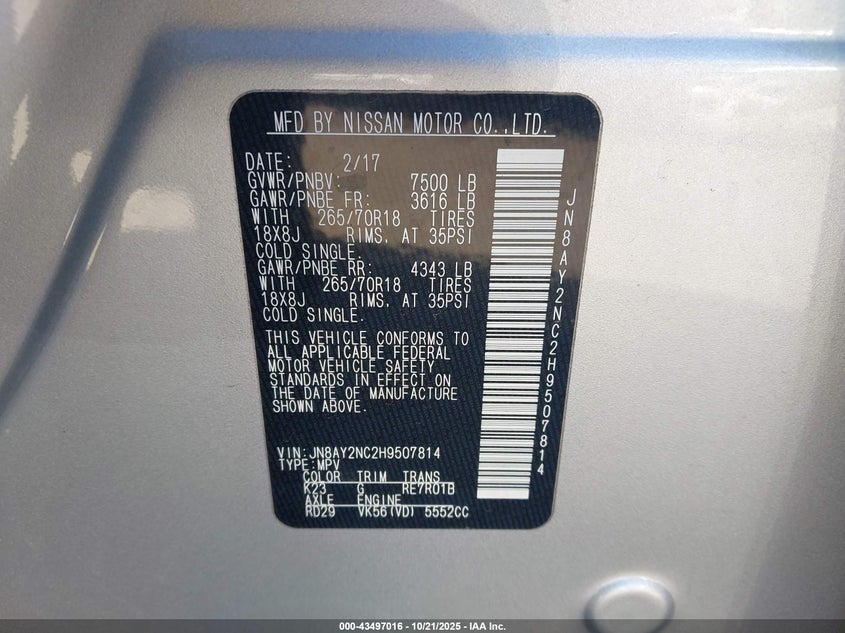 MFD BY NISSAN MOTOR CO.,LTD.
DATE: 2/17
GVWR/PNBV: 7500 LB
GAWR/PNBE FR: 3616 LB
WITH 265/70R18 TIRES
18X8J RIMS, AT 35PSI
COLD SINGLE.
GAWR/PNBE RR: 4343 LB
WITH 265/70R18 TIRES
18X8J RIMS, AT 35PSI
COLD SINGLE.
THIS VEHICLE CONFORMS TO
ALL APPLICABLE FEDERAL
MOTOR VEHICLE SAFETY
STANDARDS IN EFFECT ON
THE DATE OF MANUFACTURE
SHOWN ABOVE.
VIN:JN8AY2NC2H9507814
TYPE:MPV
COLOR TRIM TRANS
K23 G RE7R01B
AXLE ENGINE
RD29 VK56(VD) 5552CC
JN8AY2NC2H9507814
000-43497016 - 10/21/2025 - IAA Inc.